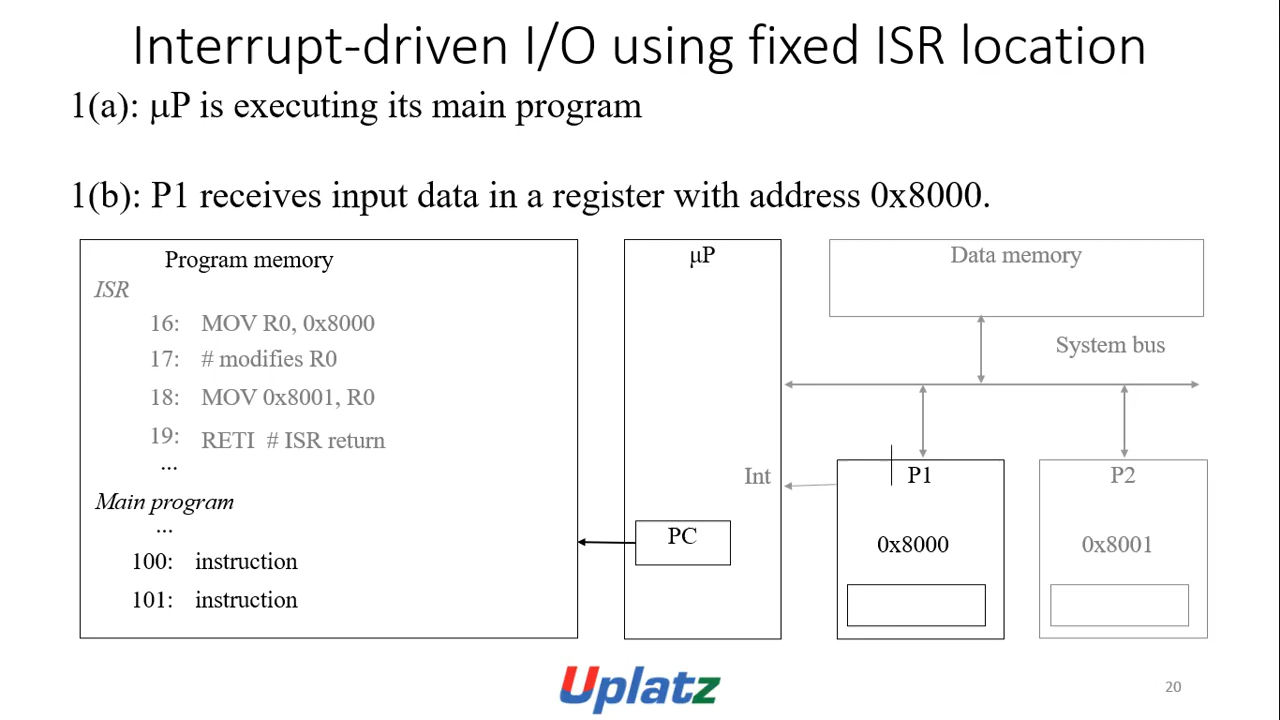 Interrupt-driven I/O using fixed ISR location
1(a): μP is executing its main program
1(b): P1 receives input data in a register with address 0x8000.
Program memory
ISR
16: MOV R0, 0x8000
17: # modifies R0
18: MOV 0x8001, R0
19: RETI # ISR return
...
Main program
...
100: instruction
101: instruction
μP
PC
Int
Data memory
System bus
P1
0x8000
P2
0x8001
Uplatz
20